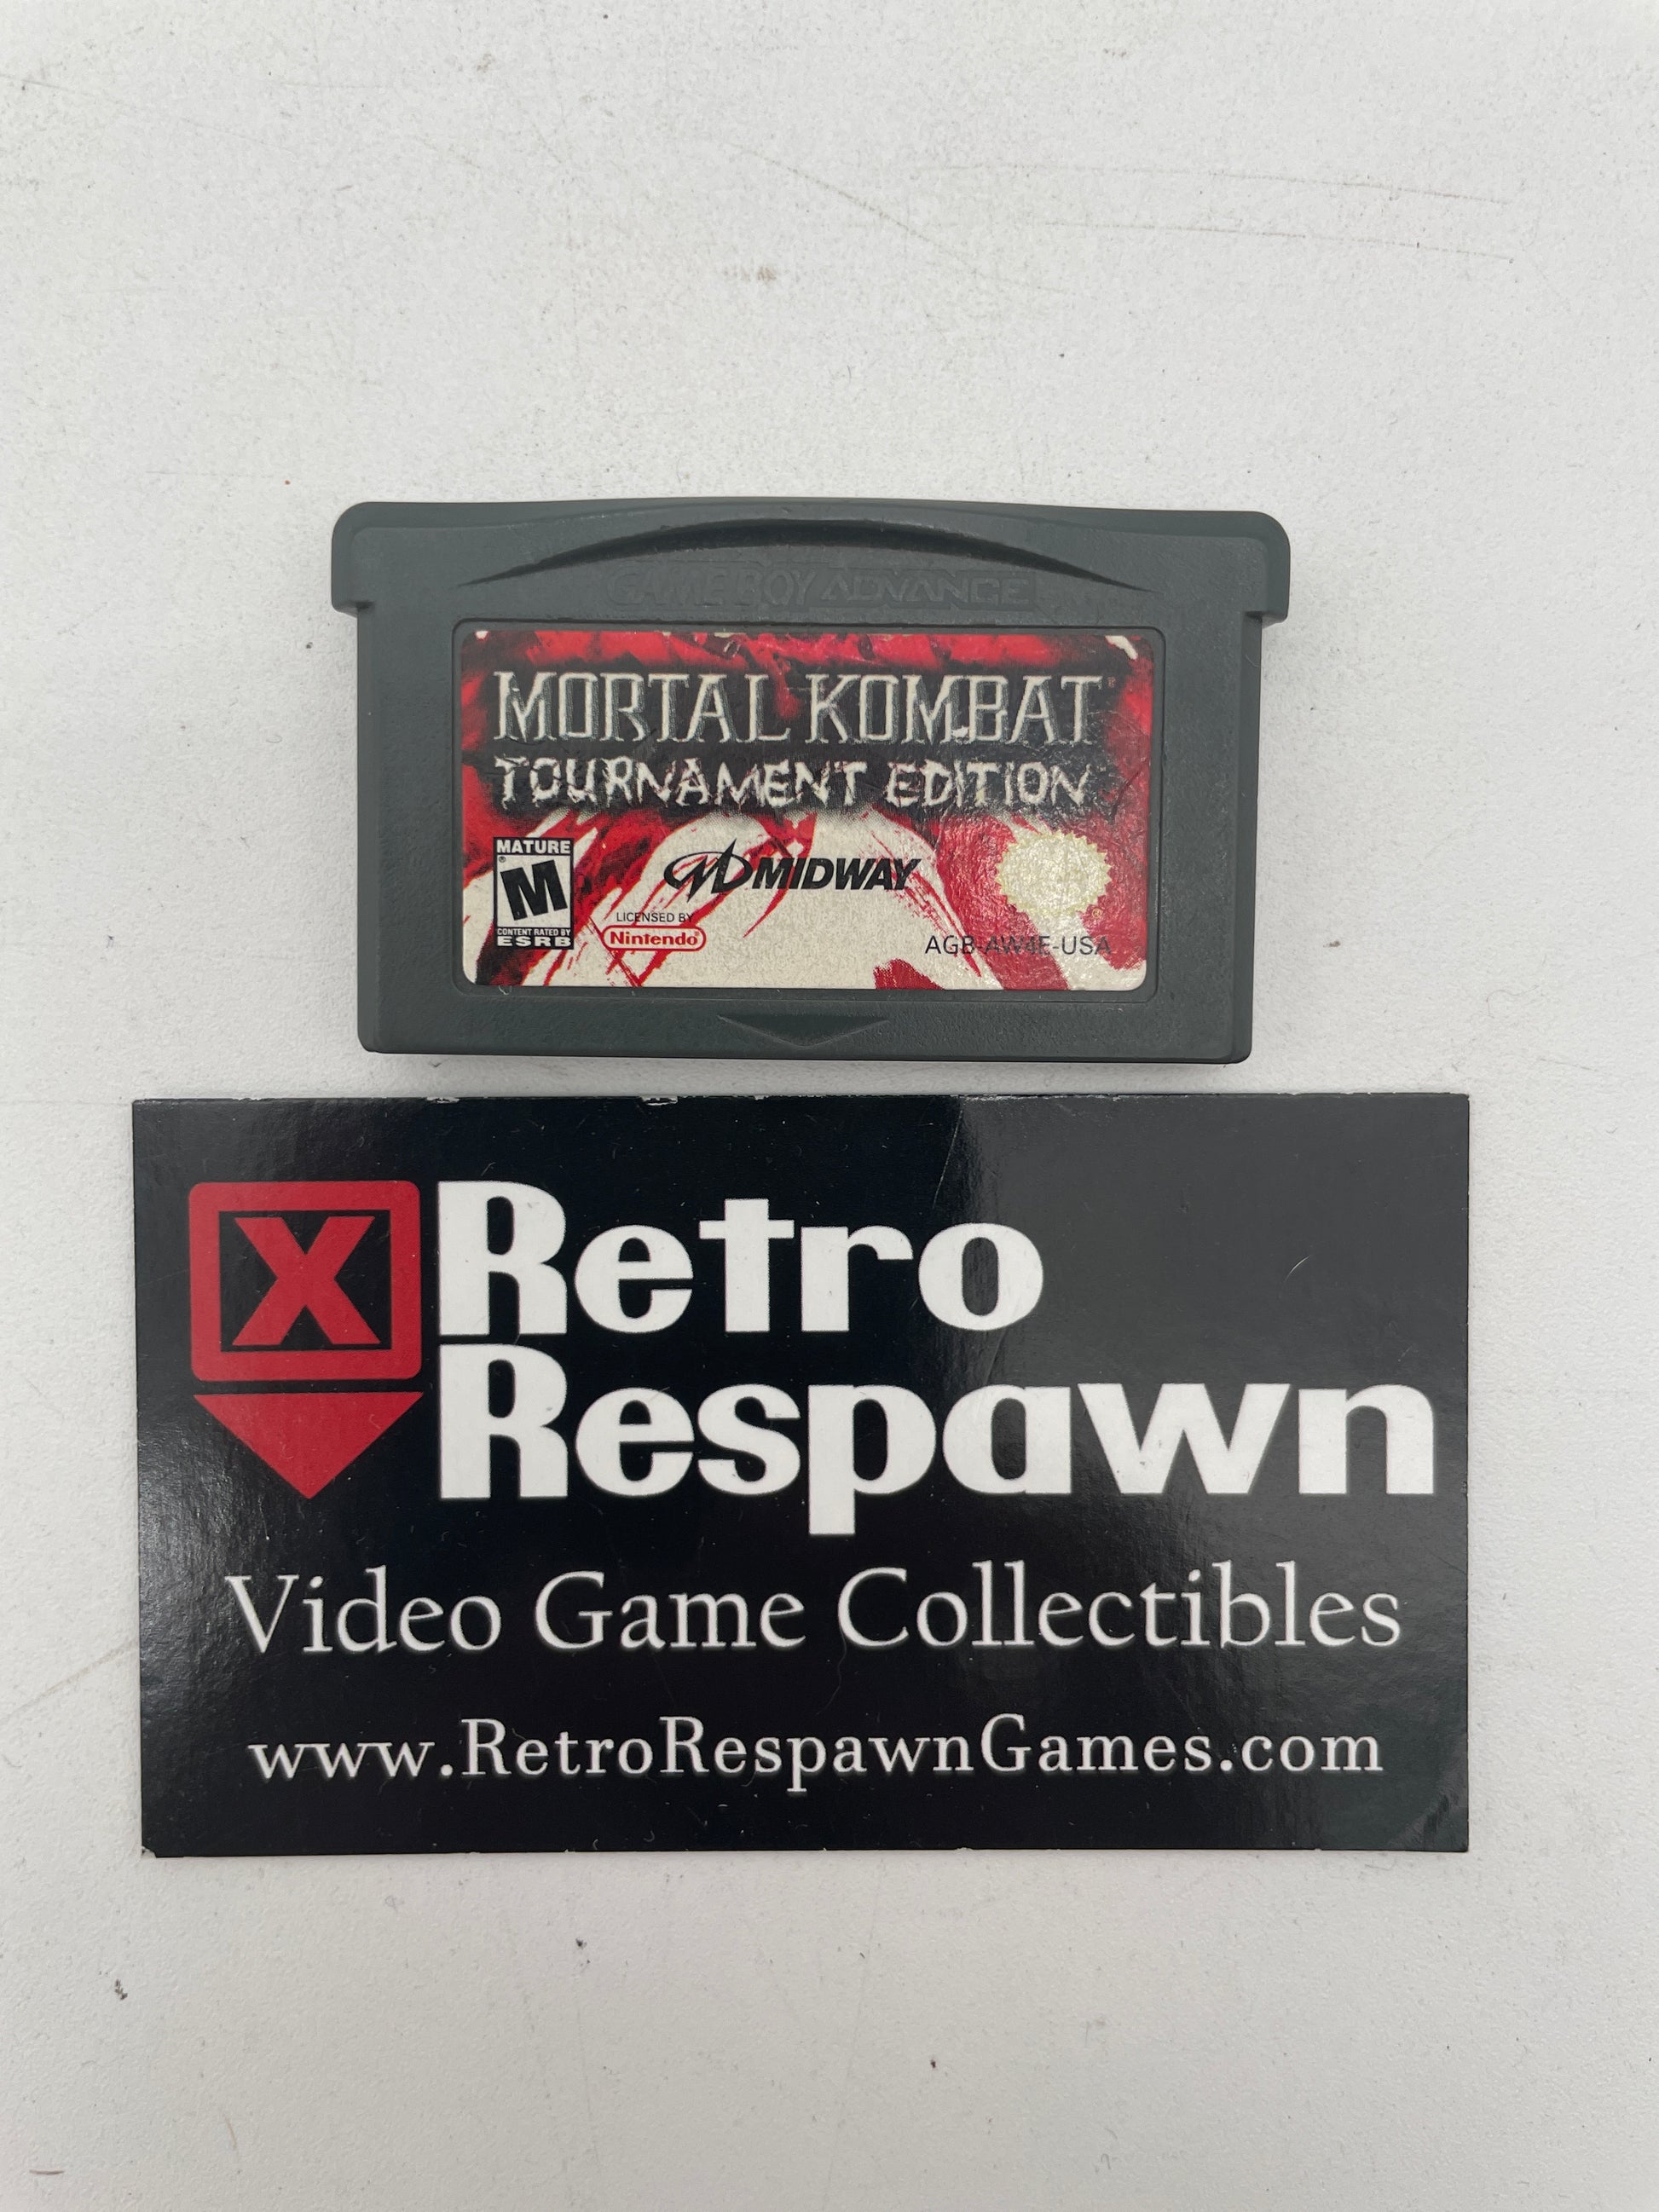 GAME BOY ADVANCE
MORTAL KOMBAT
TOURNAMENT EDITION
MATURE
M
CONTENT RATED BY
ESRB
MIDWAY
LICENSED BY
Nintendo
AGB-AW4E-USA
X
Retro
Respawn
Video Game Collectibles
www.RetroRespawnGames.com